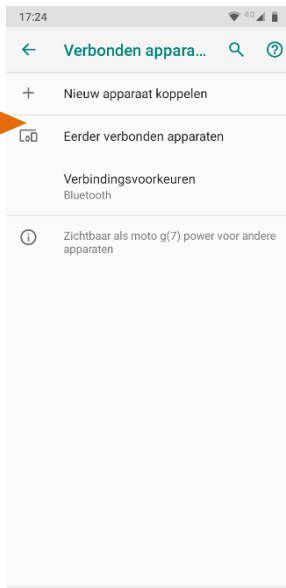 17:24 4G
Verbonden appara...
Nieuw apparaat koppelen
Eerder verbonden apparaten
Verbindingsvoorkeuren
Bluetooth
Zichtbaar als moto g(7) power voor andere
apparaten